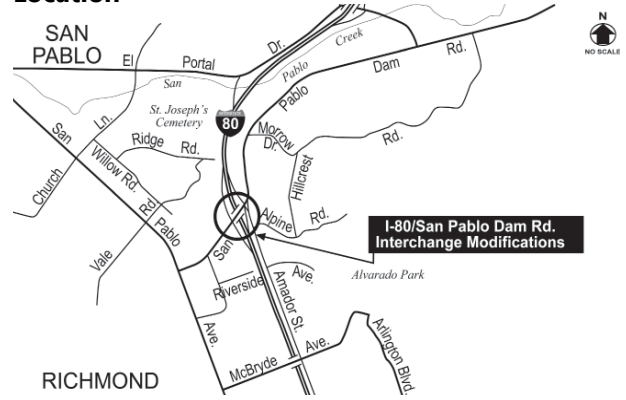 Location
N
NO SCALE
SAN
PABLO
El
Portal
Dr.
San
Pablo
Creek
Pablo
Dam
Rd.
St. Joseph's
Cemetery
INTERSTATE
80
San
Ln.
Church
Willow Rd.
Ridge
Rd.
Morrow
Dr.
Hillcrest
Rd.
Rd.
Vale
Pablo
San
Alpine
Rd.
I-80/San Pablo Dam Rd.
Interchange Modifications
Alvarado Park
Riverside
Ave.
Amador St.
Ave.
McBryde
Ave.
Arlington Blvd.
RICHMOND